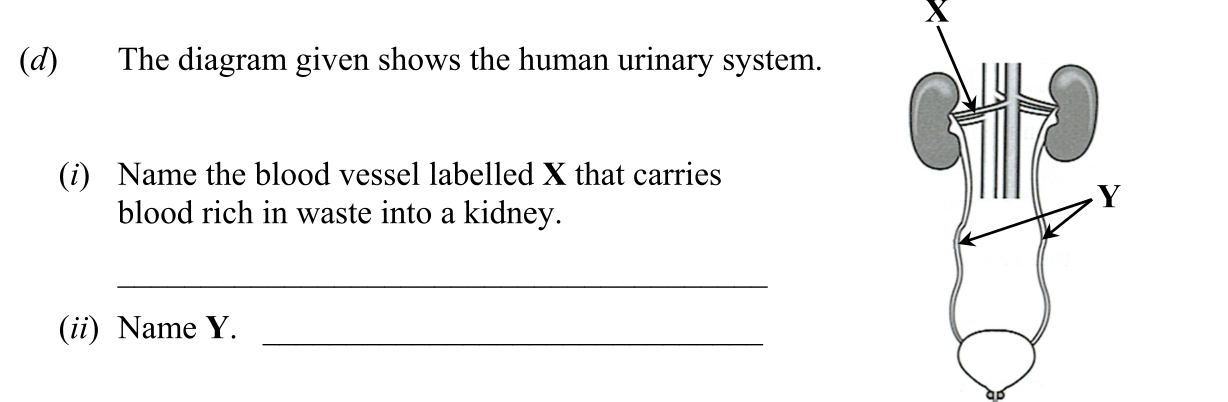 X
(d) The diagram given shows the human urinary system.
(i) Name the blood vessel labelled X that carries
blood rich in waste into a kidney.
Y
(ii) Name Y.